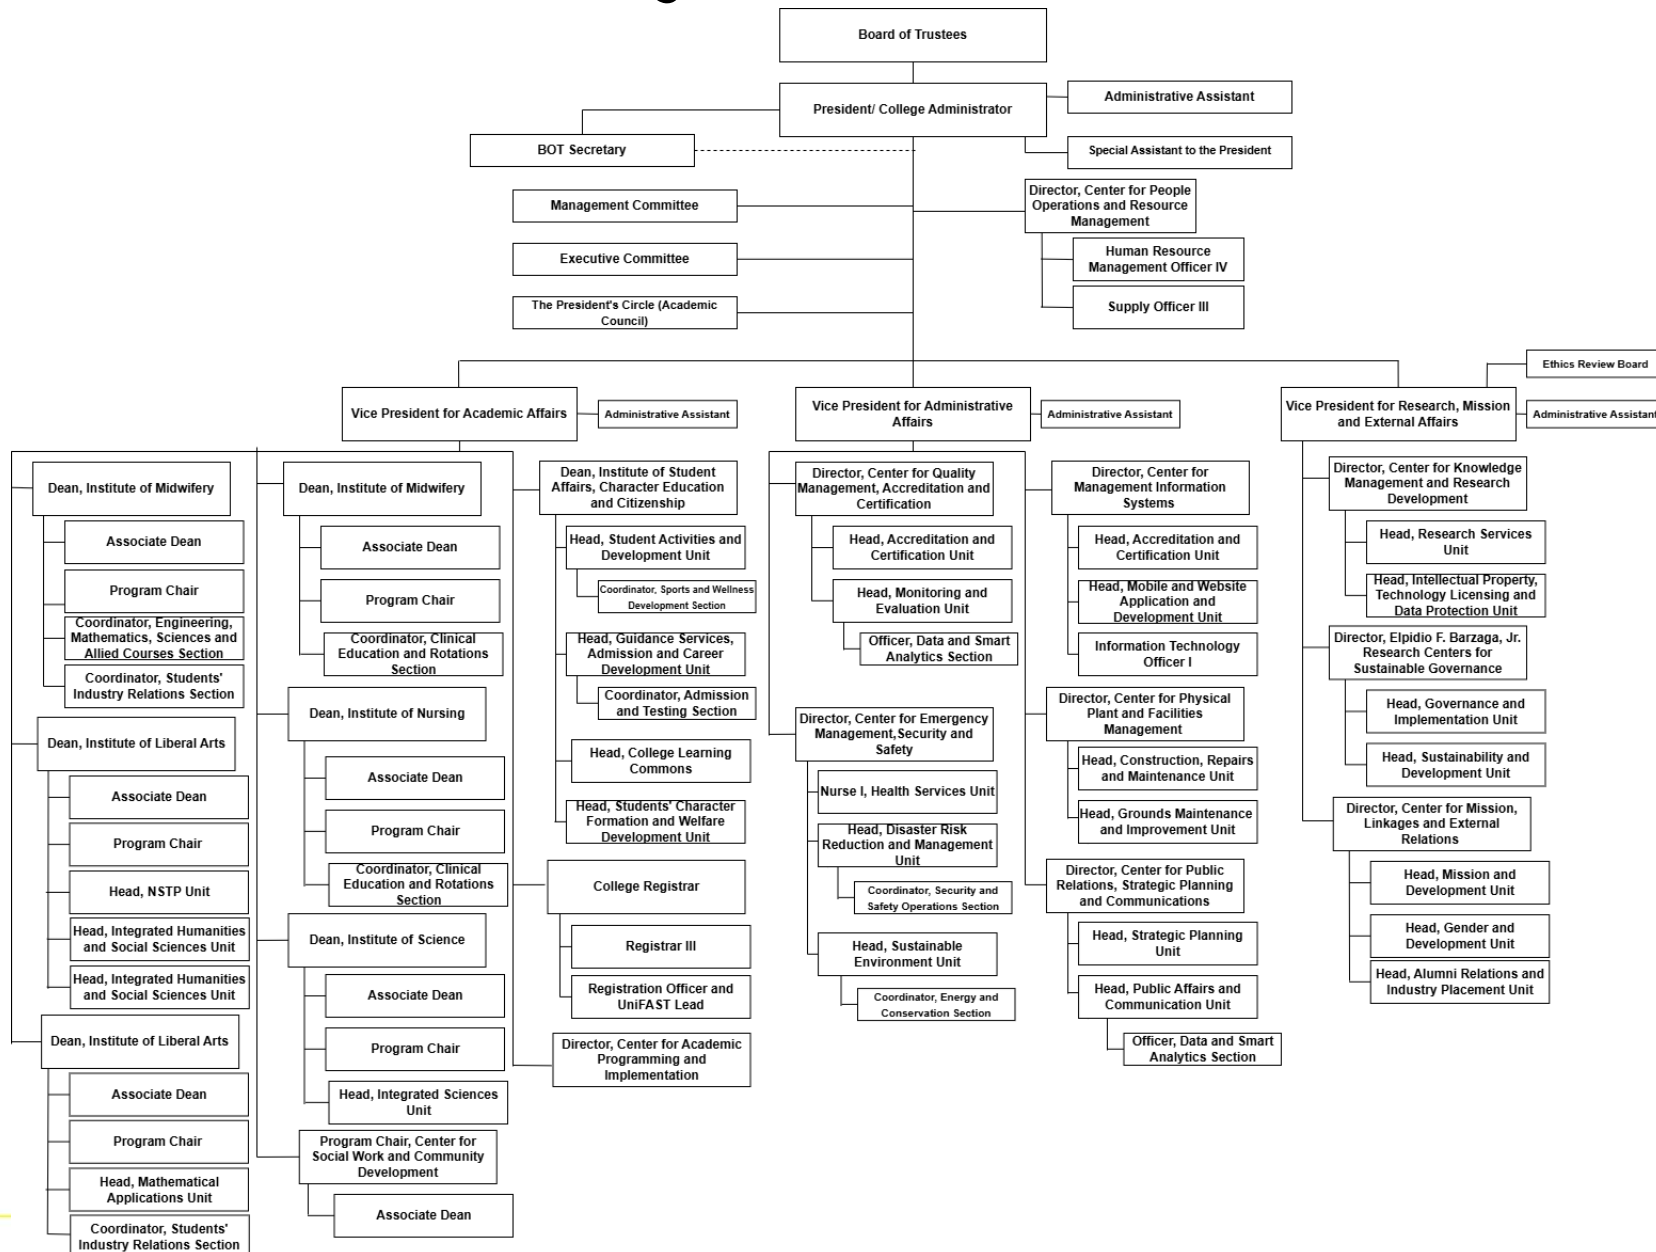 Board of Trustees
President/ College Administrator
Administrative Assistant
BOT Secretary
Special Assistant to the President
Management Committee
Director, Center for People
Operations and Resource
Management
Executive Committee
Human Resource
Management Officer IV
The President's Circle (Academic
Council)
Supply Officer III
Ethics Review Board
Vice President for Academic Affairs
Administrative Assistant
Vice President for Administrative
Affairs
Administrative Assistant
Vice President for Research, Mission
and External Affairs
Administrative Assistant
Dean, Institute of Midwifery
Associate Dean
Program Chair
Coordinator, Engineering,
Mathematics, Sciences and
Allied Courses Section
Coordinator, Students'
Industry Relations Section
Dean, Institute of Liberal Arts
Associate Dean
Program Chair
Head, NSTP Unit
Head, Integrated Humanities
and Social Sciences Unit
Head, Integrated Humanities
and Social Sciences Unit
Dean, Institute of Liberal Arts
Associate Dean
Program Chair
Head, Mathematical
Applications Unit
Coordinator, Students'
Industry Relations Section
Dean, Institute of Midwifery
Associate Dean
Program Chair
Coordinator, Clinical
Education and Rotations
Section
Dean, Institute of Nursing
Associate Dean
Program Chair
Coordinator, Clinical
Education and Rotations
Section
Dean, Institute of Science
Associate Dean
Program Chair
Head, Integrated Sciences
Unit
Program Chair, Center for
Social Work and Community
Development
Associate Dean
Dean, Institute of Student
Affairs, Character Education
and Citizenship
Head, Student Activities and
Development Unit
Coordinator, Sports and Wellness
Development Section
Head, Guidance Services,
Admission and Career
Development Unit
Coordinator, Admission
and Testing Section
Head, College Learning
Commons
Head, Students' Character
Formation and Welfare
Development Unit
College Registrar
Registrar III
Registration Officer and
UniFAST Lead
Director, Center for Academic
Programming and
Implementation
Director, Center for Quality
Management, Accreditation and
Certification
Head, Accreditation and
Certification Unit
Head, Monitoring and
Evaluation Unit
Officer, Data and Smart
Analytics Section
Director, Center for Emergency
Management,Security and
Safety
Nurse I, Health Services Unit
Head, Disaster Risk
Reduction and Management
Unit
Coordinator, Security and
Safety Operations Section
Head, Sustainable
Environment Unit
Coordinator, Energy and
Conservation Section
Director, Center for
Management Information
Systems
Head, Accreditation and
Certification Unit
Head, Mobile and Website
Application and
Development Unit
Information Technology
Officer I
Director, Center for Physical
Plant and Facilities
Management
Head, Construction, Repairs
and Maintenance Unit
Head, Grounds Maintenance
and Improvement Unit
Director, Center for Public
Relations, Strategic Planning
and Communications
Head, Strategic Planning
Unit
Head, Public Affairs and
Communication Unit
Officer, Data and Smart
Analytics Section
Director, Center for Knowledge
Management and Research
Development
Head, Research Services
Unit
Head, Intellectual Property,
Technology Licensing and
Data Protection Unit
Director, Elpidio F. Barzaga, Jr.
Research Centers for
Sustainable Governance
Head, Governance and
Implementation Unit
Head, Sustainability and
Development Unit
Director, Center for Mission,
Linkages and External
Relations
Head, Mission and
Development Unit
Head, Gender and
Development Unit
Head, Alumni Relations and
Industry Placement Unit